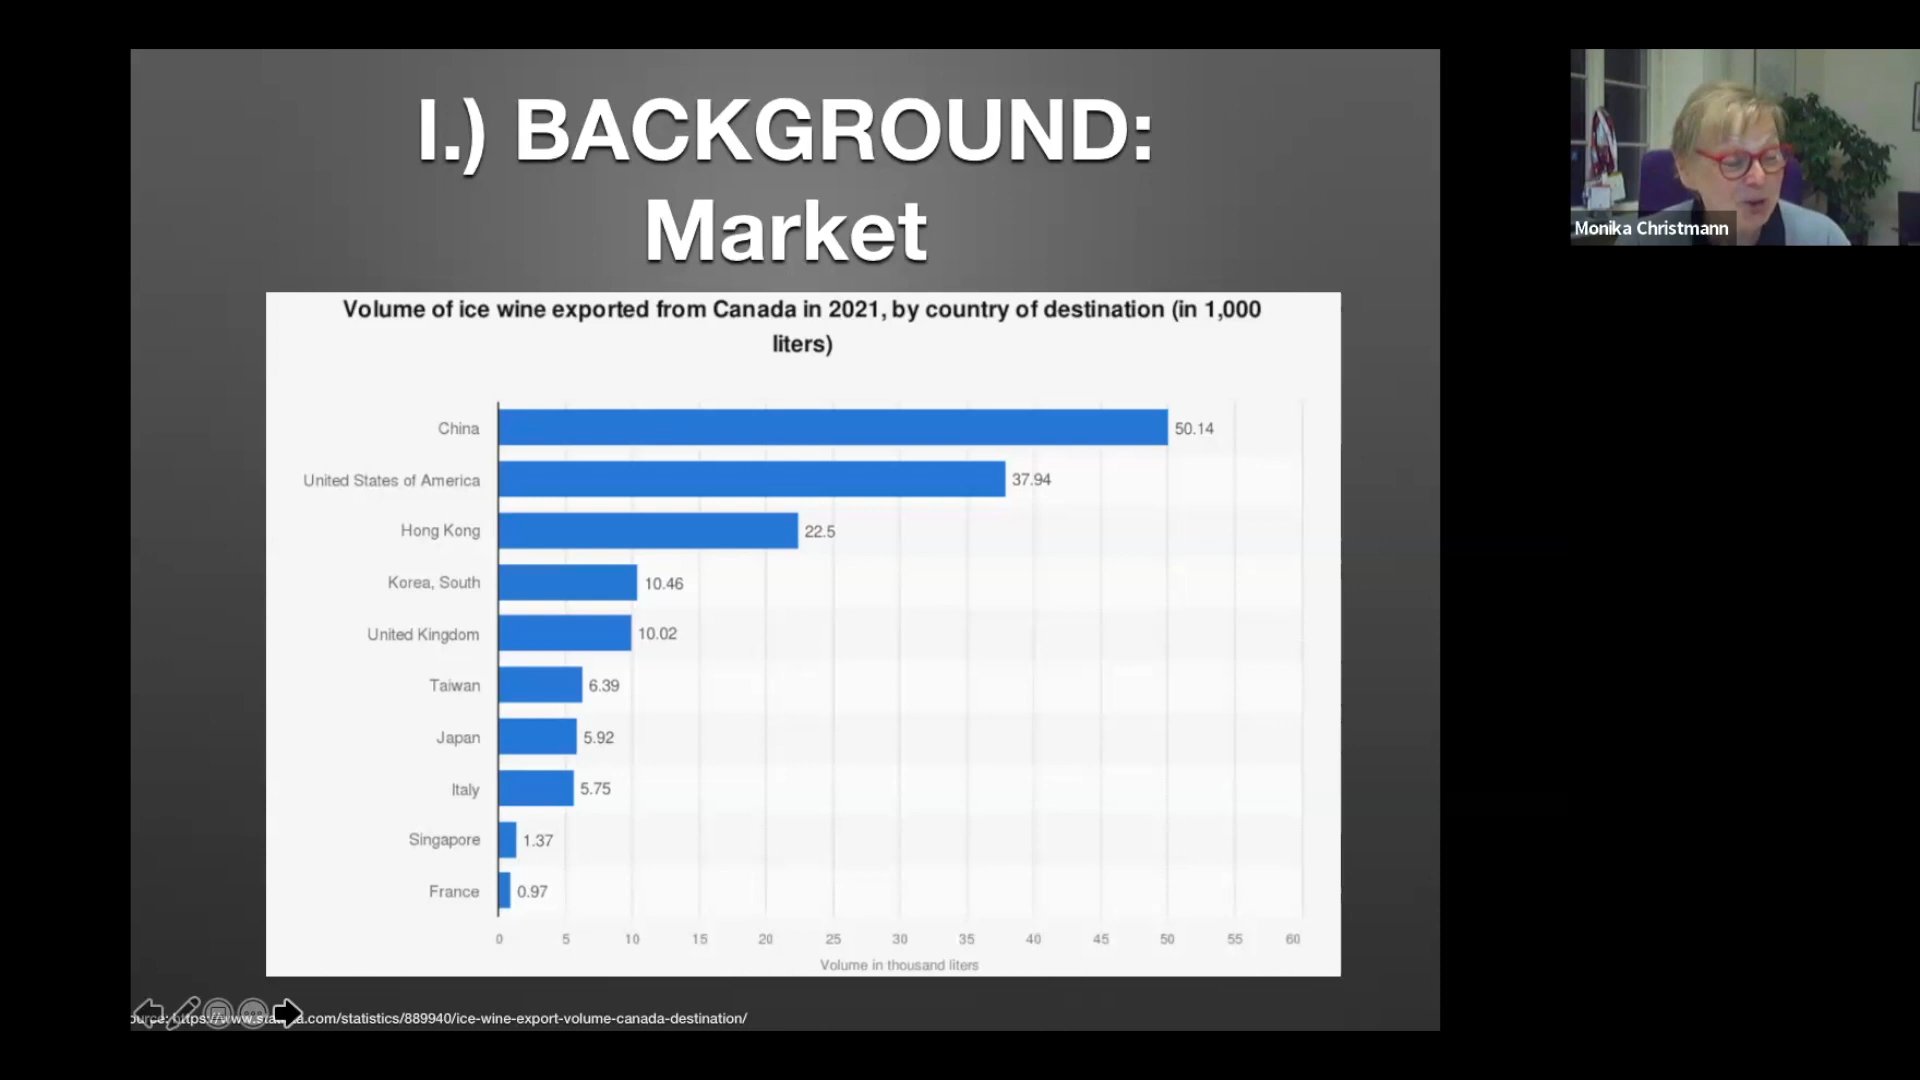 I.) BACKGROUND:
Market
Volume of ice wine exported from Canada in 2021, by country of destination (in 1,000
liters)
China 50.14
United States of America 37.94
Hong Kong 22.5
Korea, South 10.46
United Kingdom 10.02
Taiwan 6.39
Japan 5.92
Italy 5.75
Singapore 1.37
France 0.97
0 5 10 15 20 25 30 35 40 45 50 55 60
Volume in thousand liters
.com/statistics/889940/ice-wine-export-volume-canada-destination/
Monika Christmann